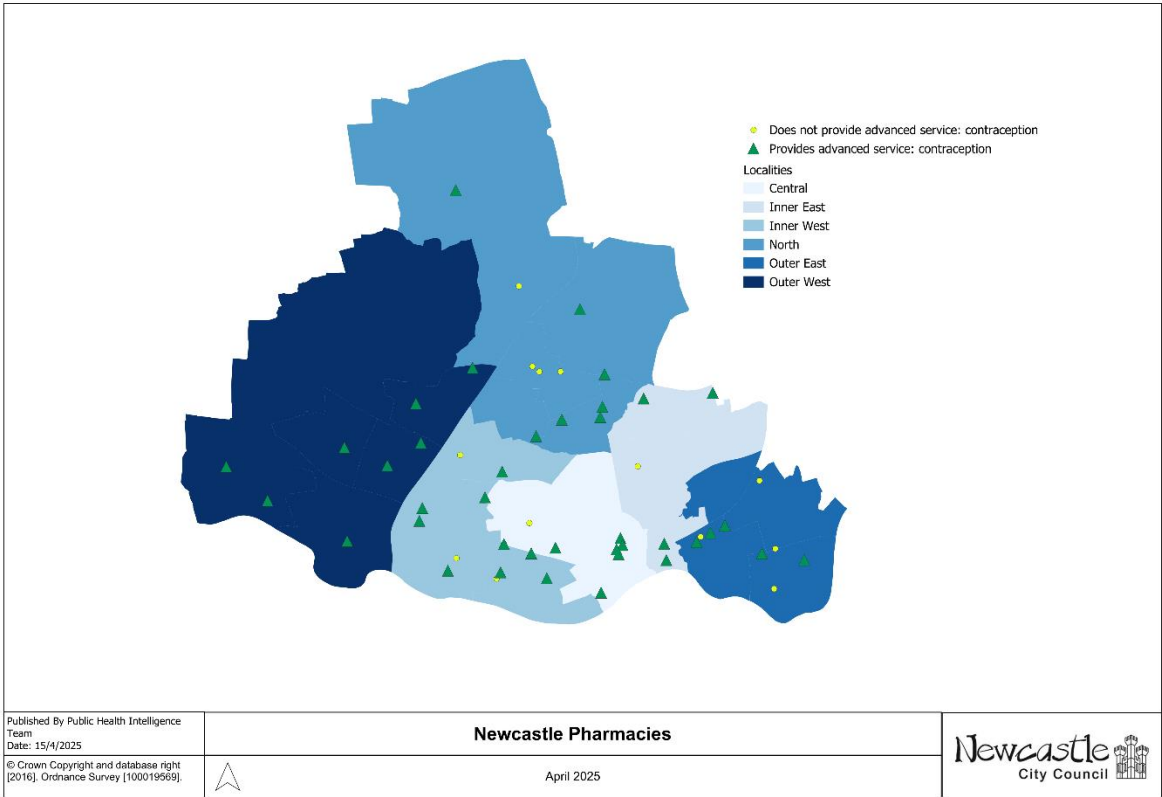 Does not provide advanced service: contraception
Provides advanced service: contraception
Localities
Central
Inner East
Inner West
North
Outer East
Outer West
Published By Public Health Intelligence
Team
Date: 15/4/2025
© Crown Copyright and database right
[2016]. Ordnance Survey [100019569].
Newcastle Pharmacies
April 2025
Newcastle
City Council